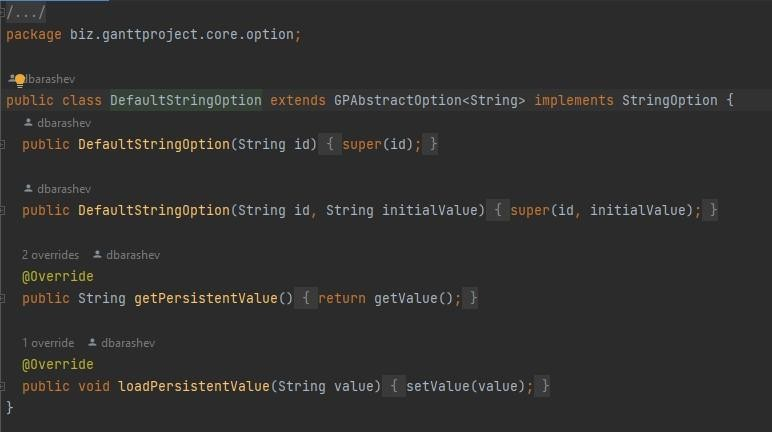 /.../
package biz.ganttproject.core.option;
dbarashev
public class DefaultStringOption extends GPAbstractOption<String> implements StringOption {
dbarashev
public DefaultStringOption(String id) { super(id); }
dbarashev
public DefaultStringOption(String id, String initialValue) { super(id, initialValue); }
2 overrides dbarashev
@Override
public String getPersistentValue() { return getValue(); }
1 override dbarashev
@Override
public void loadPersistentValue(String value) { setValue(value); }
}